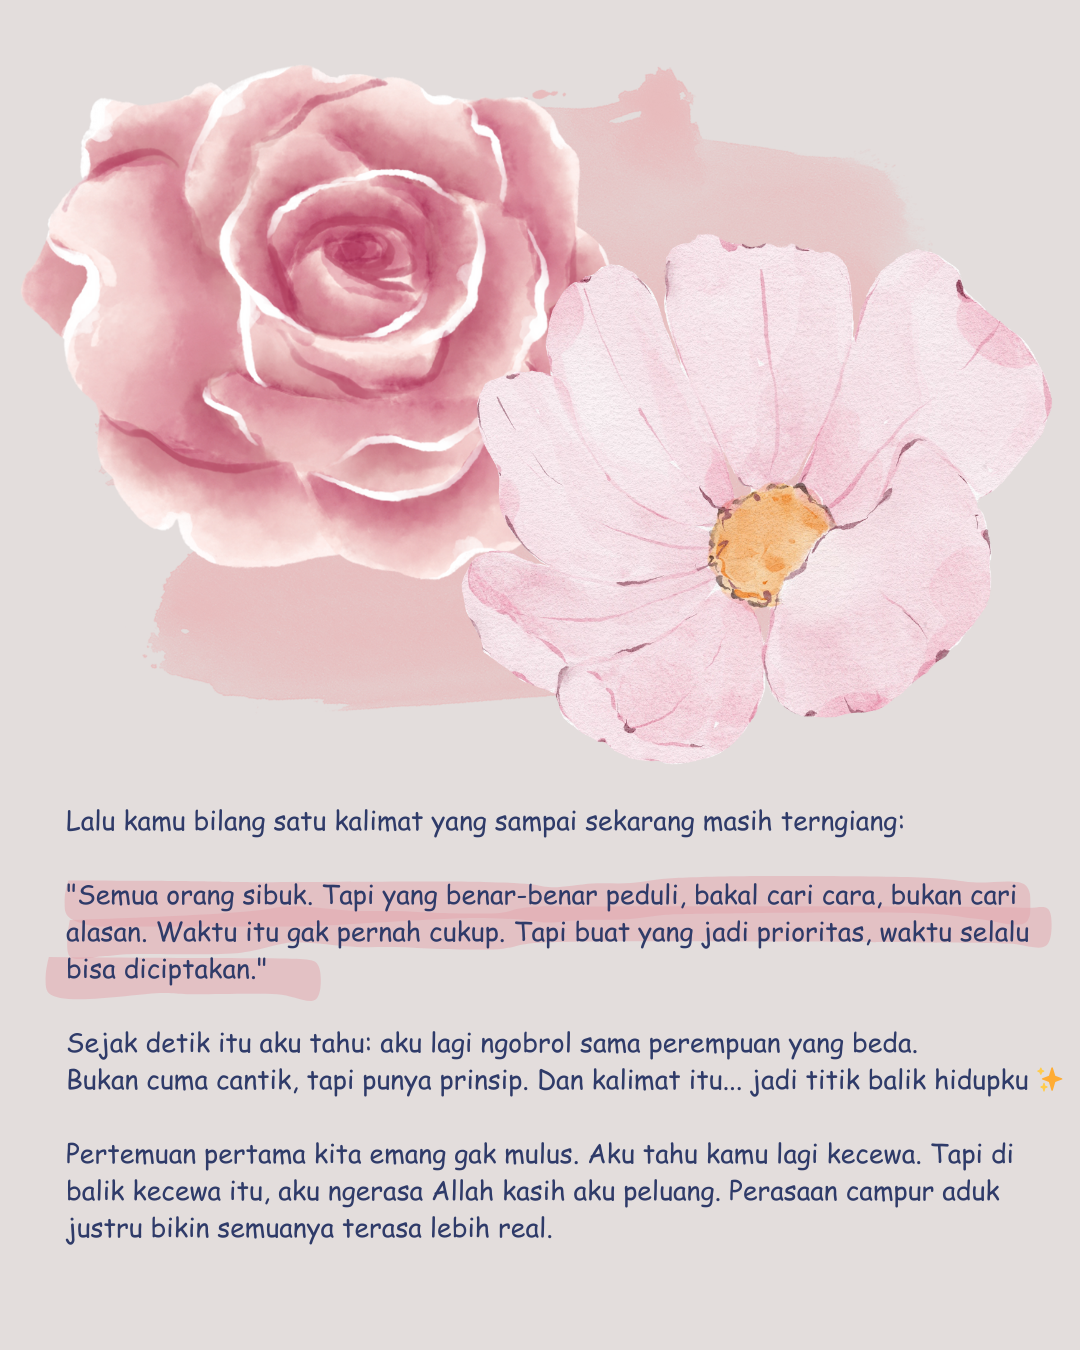 Lalu kamu bilang satu kalimat yang sampai sekarang masih terngiang:
"Semua orang sibuk. Tapi yang benar-benar peduli, bakal cari cara, bukan cari
alasan. Waktu itu gak pernah cukup. Tapi buat yang jadi prioritas, waktu selalu
bisa diciptakan."
Sejak detik itu aku tahu: aku lagi ngobrol sama perempuan yang beda.
Bukan cuma cantik, tapi punya prinsip. Dan kalimat itu... jadi titik balik hidupku ✨
Pertemuan pertama kita emang gak mulus. Aku tahu kamu lagi kecewa. Tapi di
balik kecewa itu, aku ngerasa Allah kasih aku peluang. Perasaan campur aduk
justru bikin semuanya terasa lebih real.